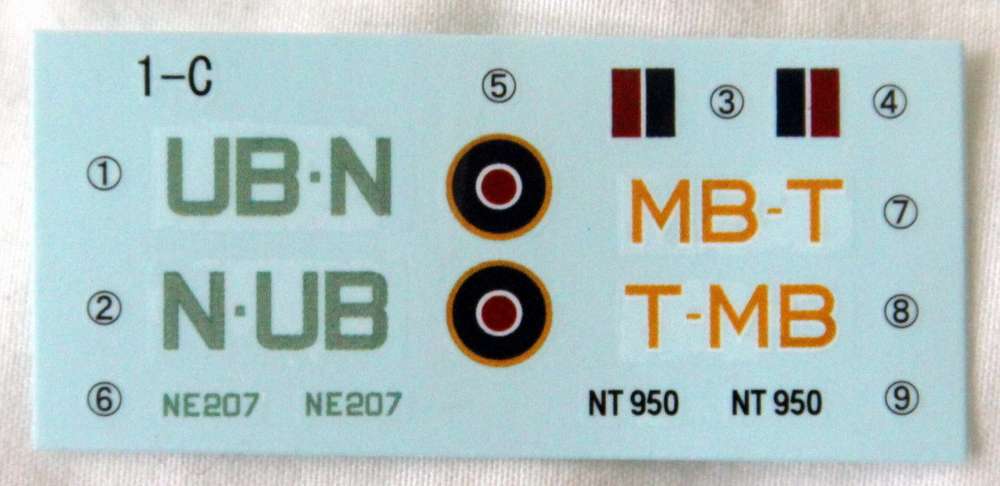 1-C
⑤
③
④
① UB·N
MB-T ⑦
② N·UB
T-MB ⑧
⑥ NE207 NE207
NT 950 NT 950 ⑨